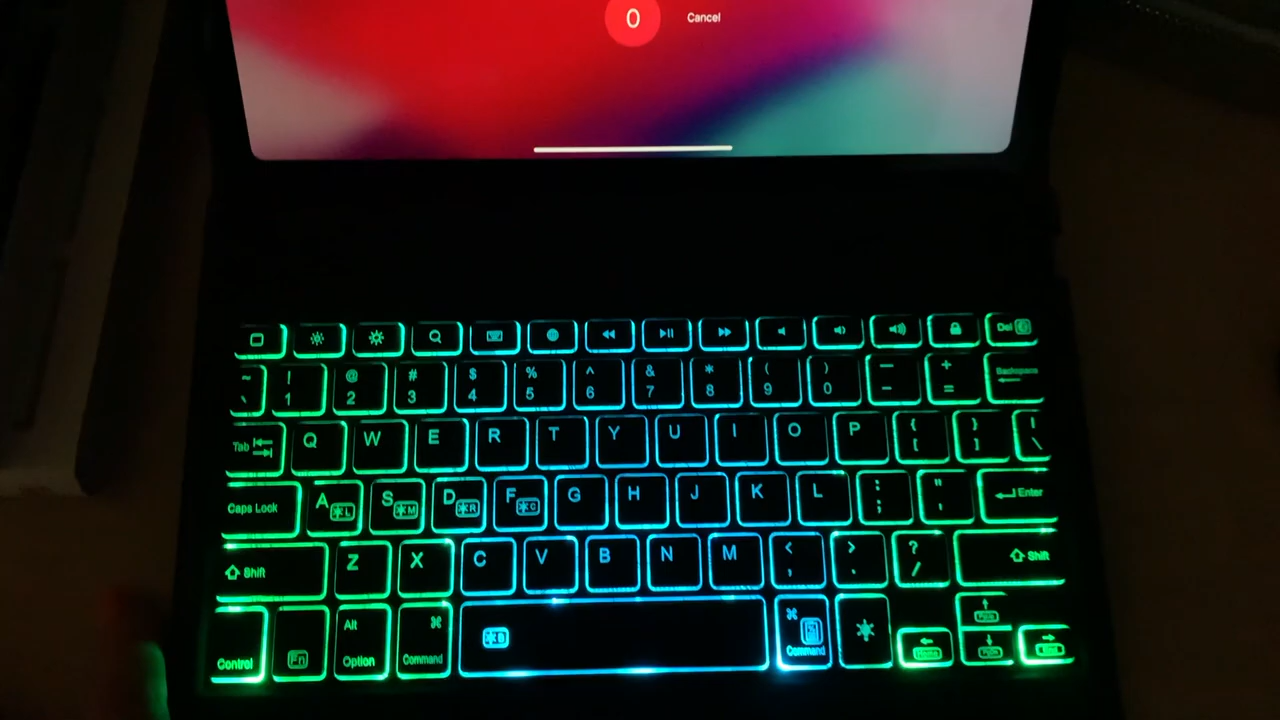 0 Cancel
Del
~ ! @ # $ % ^ & * ( ) — + Backspace
` 1 2 3 4 5 6 7 8 9 0 - =
Tab Q W E R T Y U I O P { [ } ] | \
Caps Lock A L S M D R F C G H J K L : ; " ' Enter
Shift Z X C V B N M < , > . ? / Shift
Control Fn Alt Option ⌘ Command B ⌘ Command